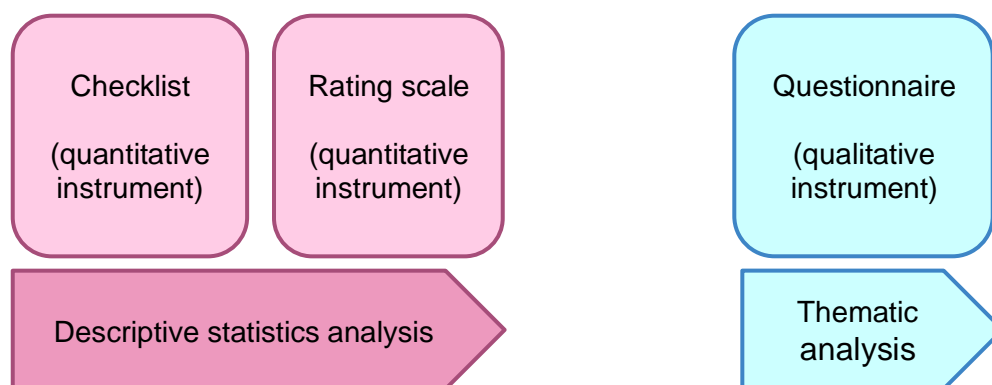 Checklist
(quantitative
instrument)
Rating scale
(quantitative
instrument)
Questionnaire
(qualitative
instrument)
Descriptive statistics analysis
Thematic
analysis